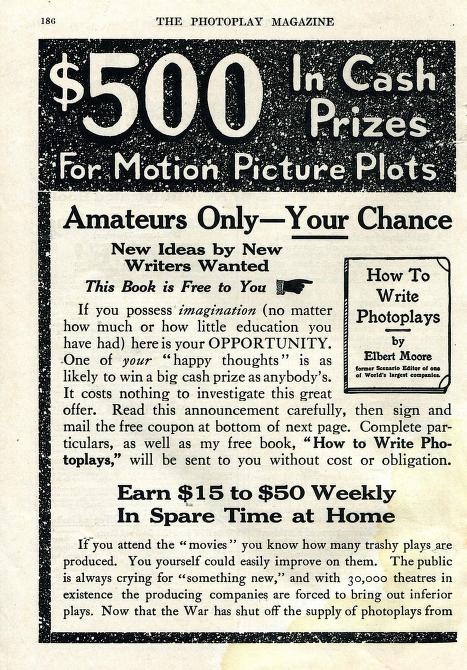 186
THE PHOTOPLAY MAGAZINE
$500 In Cash
Prizes
For Motion Picture Plots
Amateurs Only—Your Chance
New Ideas by New
Writers Wanted
This Book is Free to You
How To
Write
Photoplays
by
Elbert Moore
former Scenario Editor of one
of World's largest companies.
If you possess imagination (no matter
how much or how little education you
have had) here is your OPPORTUNITY.
One of your "happy thoughts" is as
likely to win a big cash prize as anybody's.
It costs nothing to investigate this great
offer. Read this announcement carefully, then sign and
mail the free coupon at bottom of next page. Complete par-
ticulars, as well as my free book, "How to Write Pho-
toplays," will be sent to you without cost or obligation.
Earn $15 to $50 Weekly
In Spare Time at Home
If you attend the "movies" you know how many trashy plays are
produced. You yourself could easily improve on them. The public
is always crying for "something new," and with 30,000 theatres in
existence the producing companies are forced to bring out inferior
plays. Now that the War has shut off the supply of photoplays from